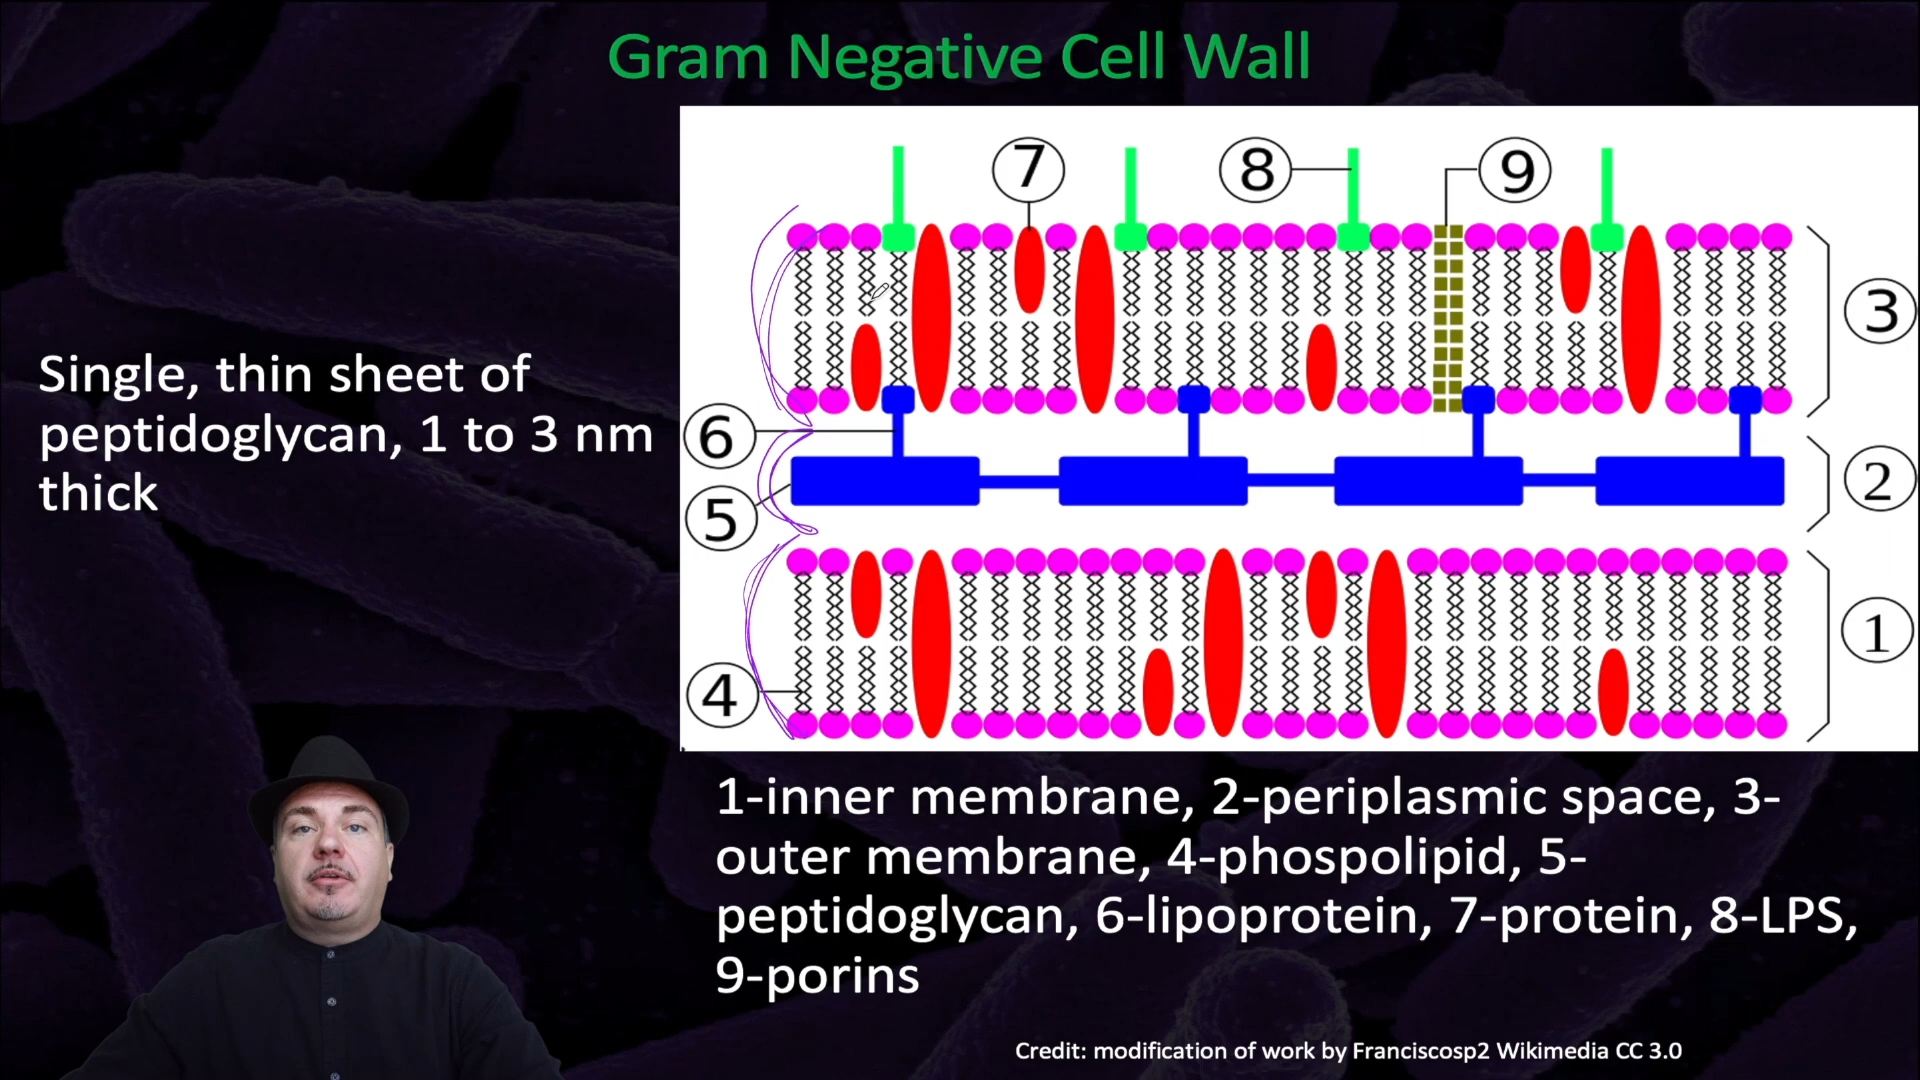 Gram Negative Cell Wall
7
8
9
3
Single, thin sheet of
peptidoglycan, 1 to 3 nm
thick
6
2
5
1
4
1-inner membrane, 2-periplasmic space, 3-
outer membrane, 4-phospolipid, 5-
peptidoglycan, 6-lipoprotein, 7-protein, 8-LPS,
9-porins
Credit: modification of work by Franciscosp2 Wikimedia CC 3.0